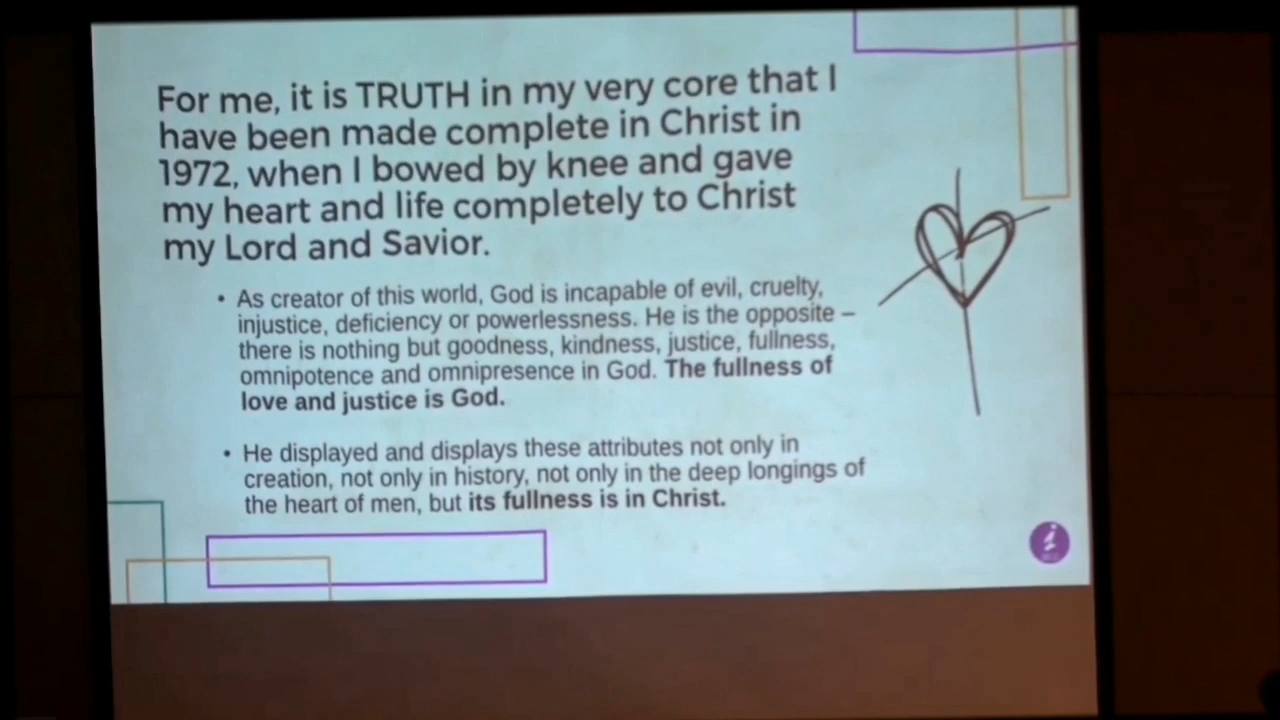 For me, it is TRUTH in my very core that I
have been made complete in Christ in
1972, when I bowed by knee and gave
my heart and life completely to Christ
my Lord and Savior.
• As creator of this world, God is incapable of evil, cruelty,
injustice, deficiency or powerlessness. He is the opposite –
there is nothing but goodness, kindness, justice, fullness,
omnipotence and omnipresence in God. The fullness of
love and justice is God.
• He displayed and displays these attributes not only in
creation, not only in history, not only in the deep longings of
the heart of men, but its fullness is in Christ.